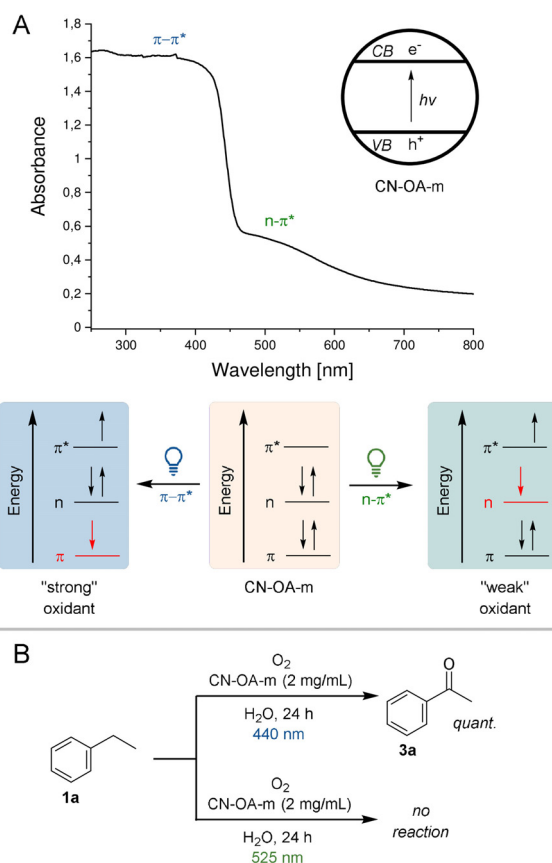 A
Absorbance
1,8
1,6
1,4
1,2
1
0,8
0,6
0,4
0,2
0
π–π*
n-π*
300 400 500 600 700 800
Wavelength [nm]
CB e⁻
hv
VB h⁺
CN-OA-m
Energy
π*
n
π
"strong"
oxidant
π–π*
Energy
π*
n
π
CN-OA-m
n-π*
Energy
π*
n
π
"weak"
oxidant
B
1a
O₂
CN-OA-m (2 mg/mL)
H₂O, 24 h
440 nm
O
3a
quant.
O₂
CN-OA-m (2 mg/mL)
H₂O, 24 h
525 nm
no
reaction